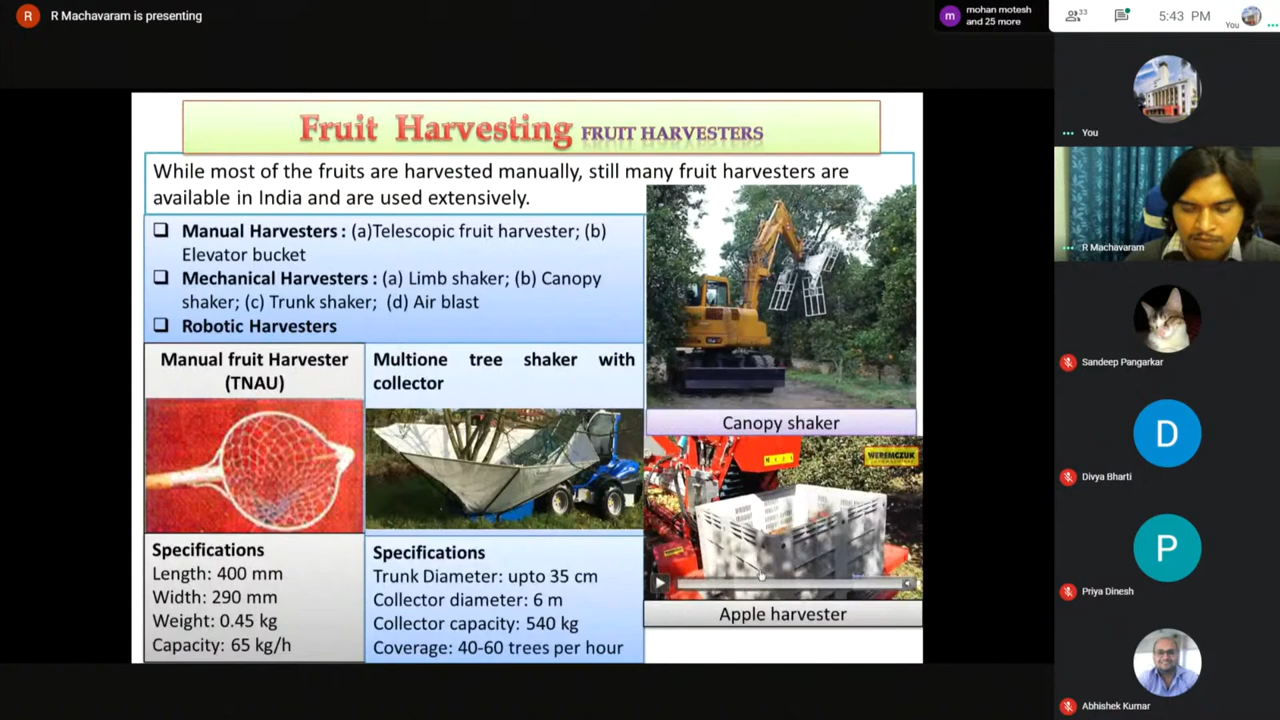 R
R Machavaram is presenting
m
mohan motesh
and 25 more
33
5:43 PM
You
Fruit Harvesting FRUIT HARVESTERS
While most of the fruits are harvested manually, still many fruit harvesters are
available in India and are used extensively.
Manual Harvesters : (a)Telescopic fruit harvester; (b)
Elevator bucket
Mechanical Harvesters : (a) Limb shaker; (b) Canopy
shaker; (c) Trunk shaker; (d) Air blast
Robotic Harvesters
Manual fruit Harvester
(TNAU)
Specifications
Length: 400 mm
Width: 290 mm
Weight: 0.45 kg
Capacity: 65 kg/h
Multione tree shaker with
collector
Specifications
Trunk Diameter: upto 35 cm
Collector diameter: 6 m
Collector capacity: 540 kg
Coverage: 40-60 trees per hour
Canopy shaker
WEREMCZUK
Apple harvester
You
R Machavaram
Sandeep Pangarkar
D
Divya Bharti
P
Priya Dinesh
Abhishek Kumar